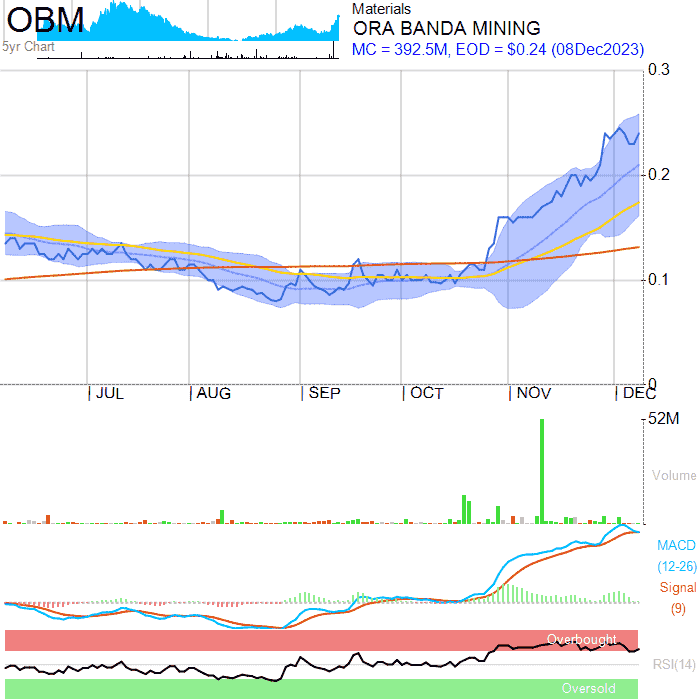 OBM
5yr Chart
Materials
ORA BANDA MINING
MC = 392.5M, EOD = $0.24 (08Dec2023)
0.3
0.2
0.1
0
JUL AUG SEP OCT NOV DEC
52M
Volume
MACD
(12-26)
Signal
(9)
Overbought
RSI(14)
Oversold